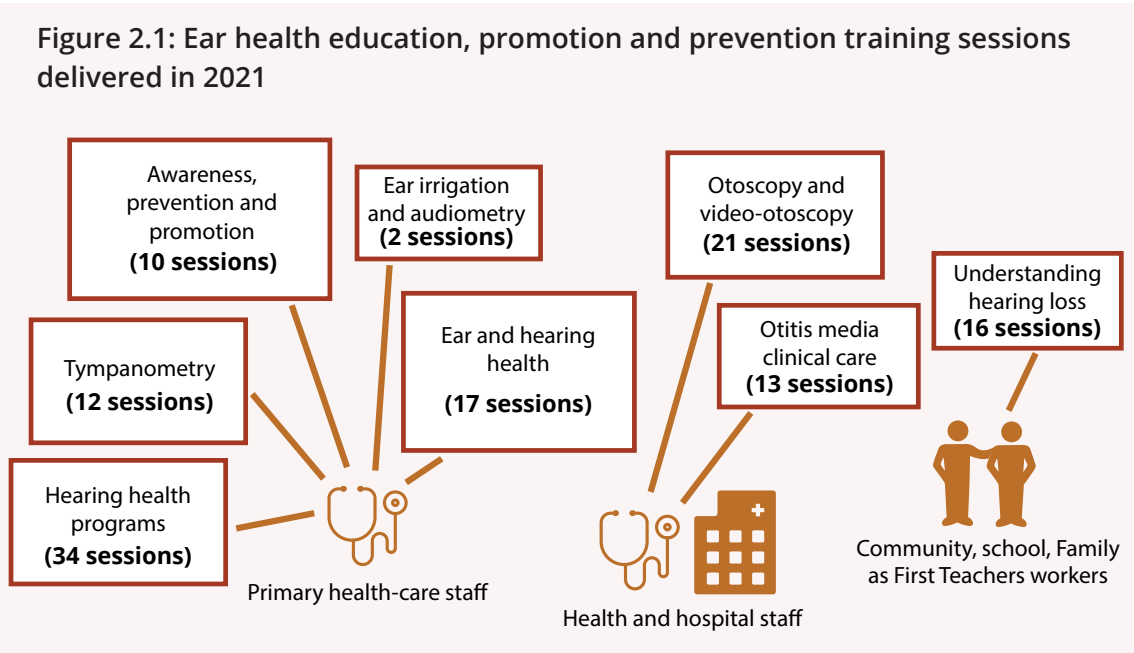 Figure 2.1: Ear health education, promotion and prevention training sessions
delivered in 2021
Awareness,
prevention and
promotion
(10 sessions)
Ear irrigation
and audiometry
(2 sessions)
Otoscopy and
video-otoscopy
(21 sessions)
Understanding
hearing loss
(16 sessions)
Tympanometry
(12 sessions)
Ear and hearing
health
(17 sessions)
Otitis media
clinical care
(13 sessions)
Hearing health
programs
(34 sessions)
Primary health-care staff
Health and hospital staff
Community, school, Family
as First Teachers workers